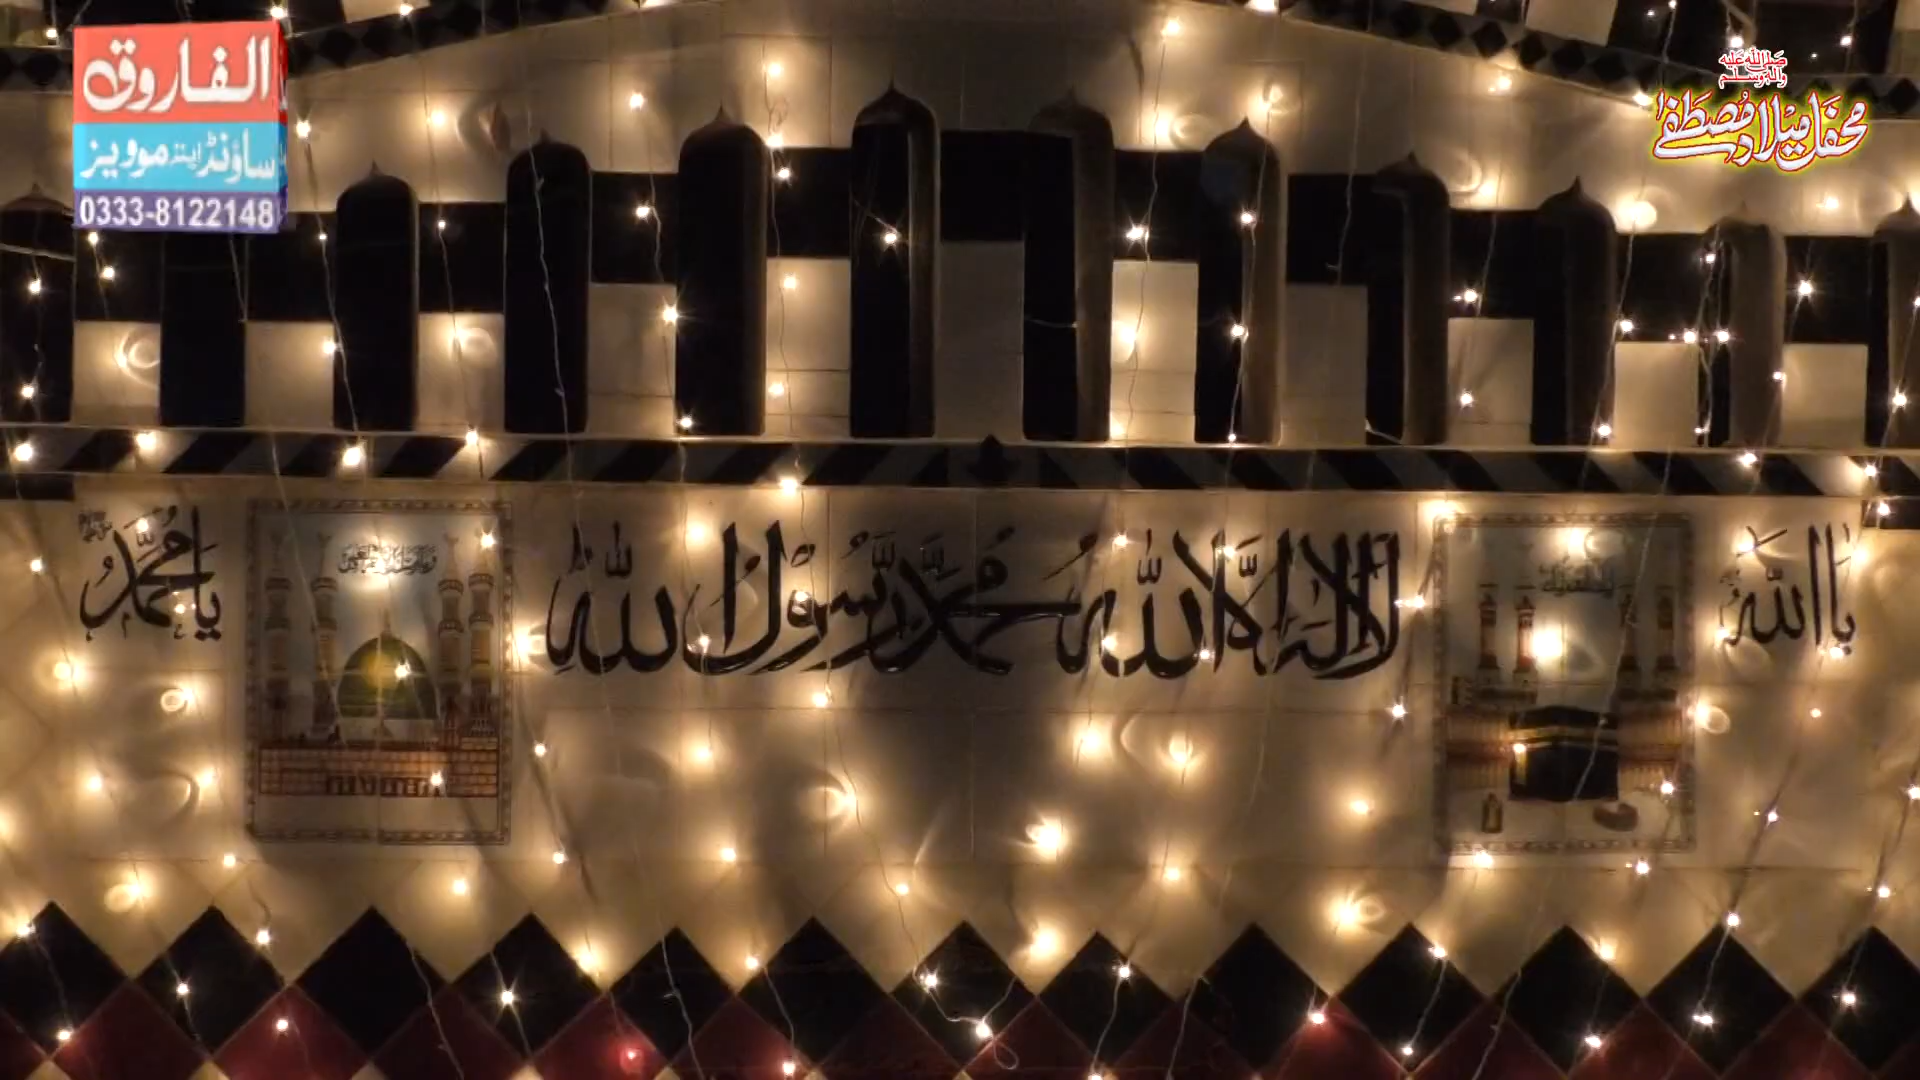 الفاروق
ساؤنڈ اینڈ موویز
0333-8122148
صلی اللہ علیہ وآلہ وسلم
محفل میلاد مصطفےٰ
یا اللہ
لا الہ الا اللہ محمد رسول اللہ
یا محمد